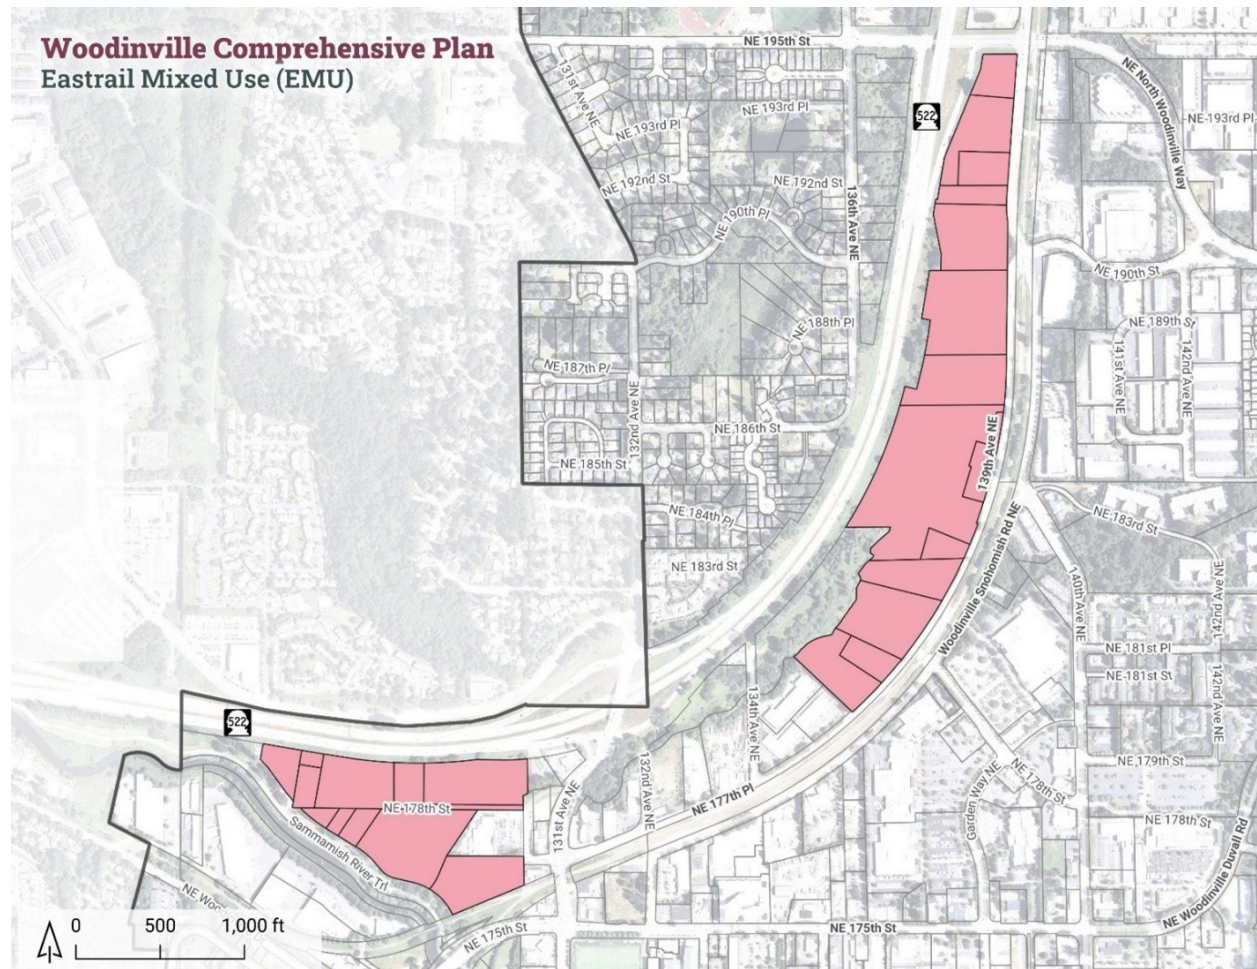 Woodinville Comprehensive Plan
Eastrail Mixed Use (EMU)
NE 195th St
131st Ave NE
NE 193rd Pl
NE 193rd Pl
522
NE North Woodinville Way
NE 193rd Pl
NE 192nd St
NE 192nd St
136th Ave NE
NE 190th Pl
NE 190th St
NE 188th Pl
NE 189th St
141st Ave NE
142nd Ave NE
NE 187th Pl
132nd Ave NE
NE 186th St
NE 185th St
139th Ave NE
NE 184th Pl
NE 183rd St
NE 183rd St
Woodinville Snohomish Rd NE
140th Ave NE
142nd Ave NE
NE 181st Pl
NE 181st St
142nd Ave NE
134th Ave NE
522
NE 179th St
NE 178th St
132nd Ave NE
131st Ave NE
NE 177th Pl
Garden Way NE
NE 178th St
NE 178th St
Sammamish River Trl
NE Woodinville Duvall Rd
NE 175th St
NE 175th St
0 500 1,000 ft